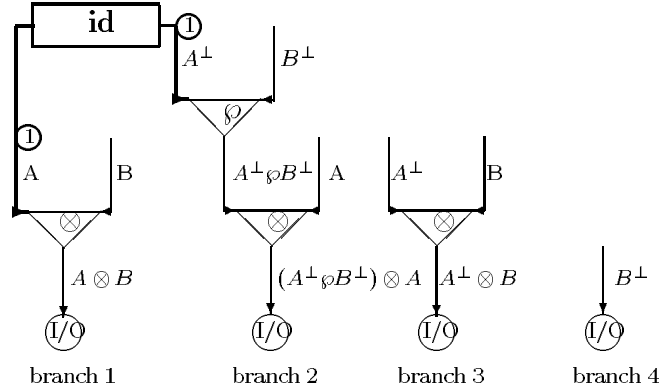 id 1
A⊥ B⊥
℘
1
A B A⊥℘B⊥ A A⊥ B
⊗ ⊗ ⊗
A ⊗ B (A⊥℘B⊥) ⊗ A A⊥ ⊗ B B⊥
I/O I/O I/O I/O
branch 1 branch 2 branch 3 branch 4